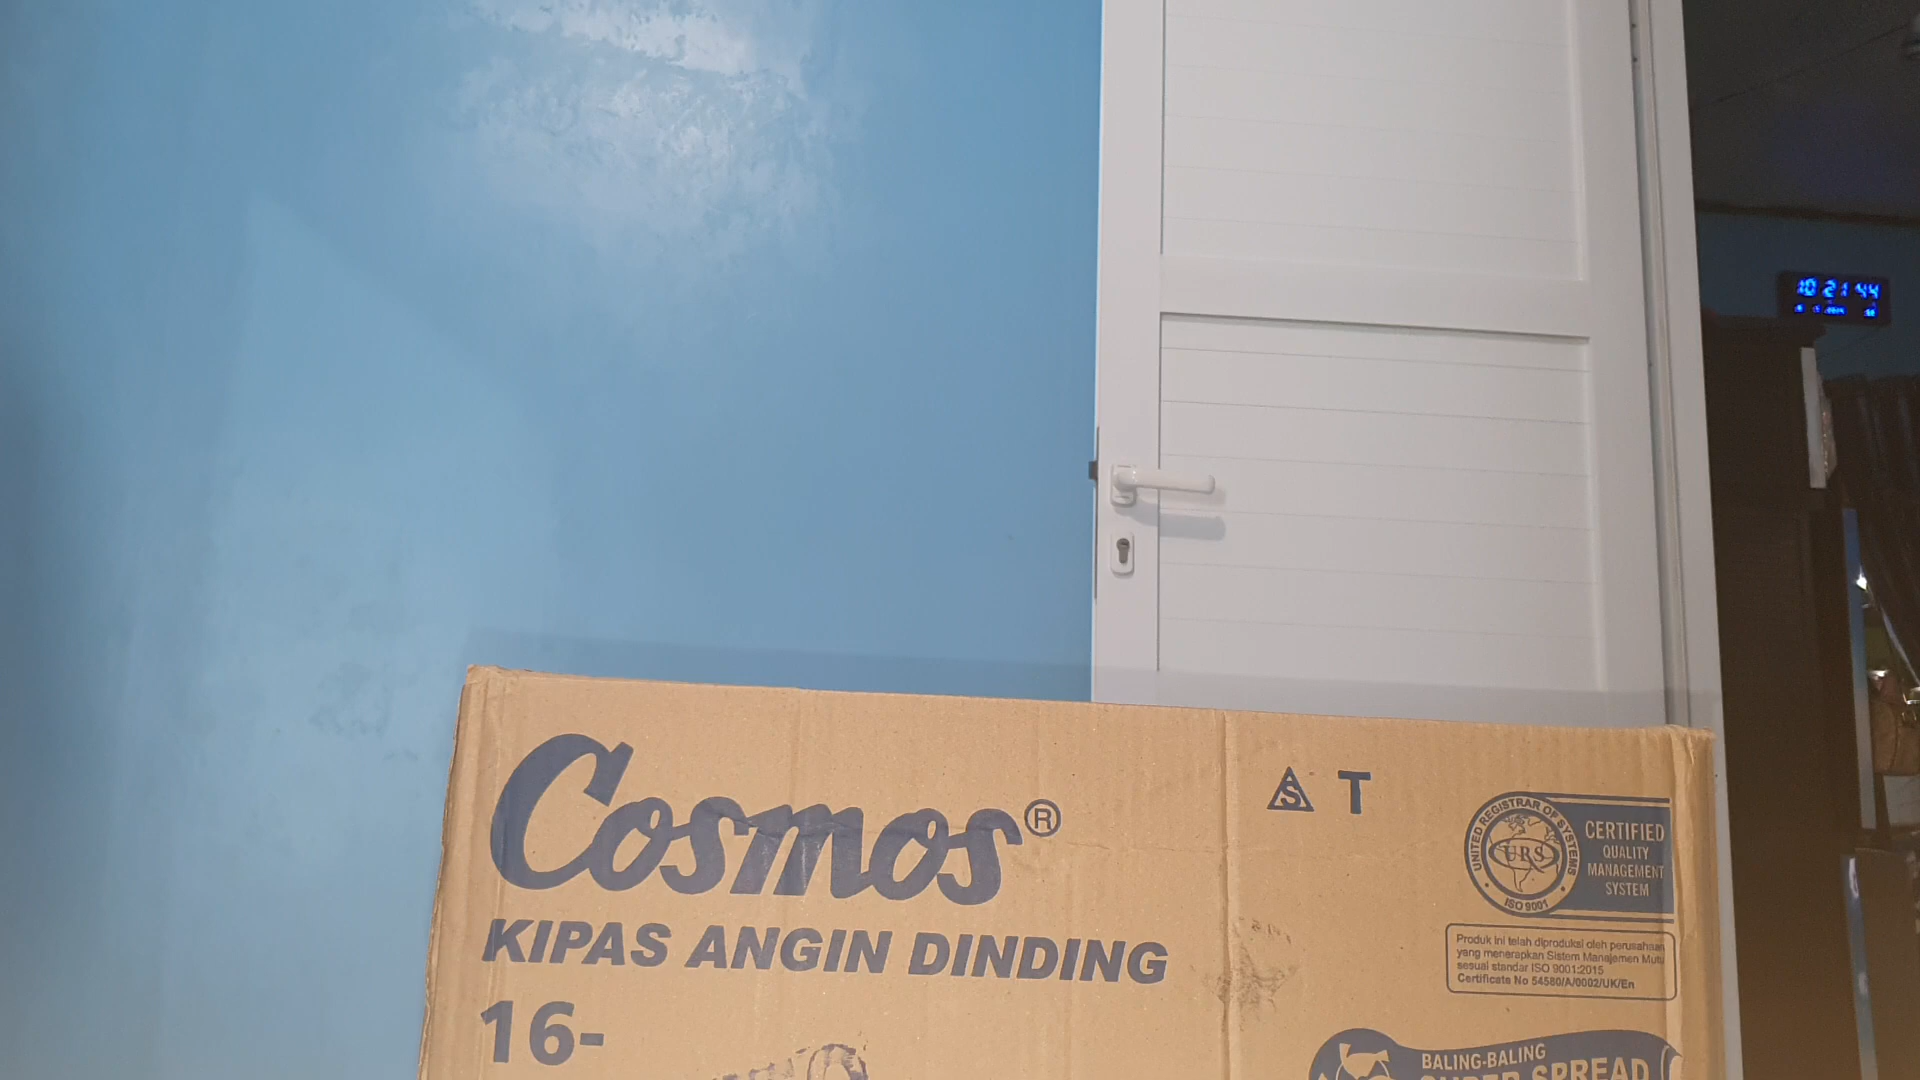 10 21 44
Cosmos®
KIPAS ANGIN DINDING
16-
S T
UNITED REGISTRAR OF SYSTEMS
URS
ISO 9001
CERTIFIED
QUALITY
MANAGEMENT
SYSTEM
Produk ini telah diproduksi oleh perusahaan
yang menerapkan Sistem Manajemen Mutu
sesuai standar ISO 9001:2015
Certificate No 54580/A/0002/UK/En
BALING-BALING
SUPER SPREAD